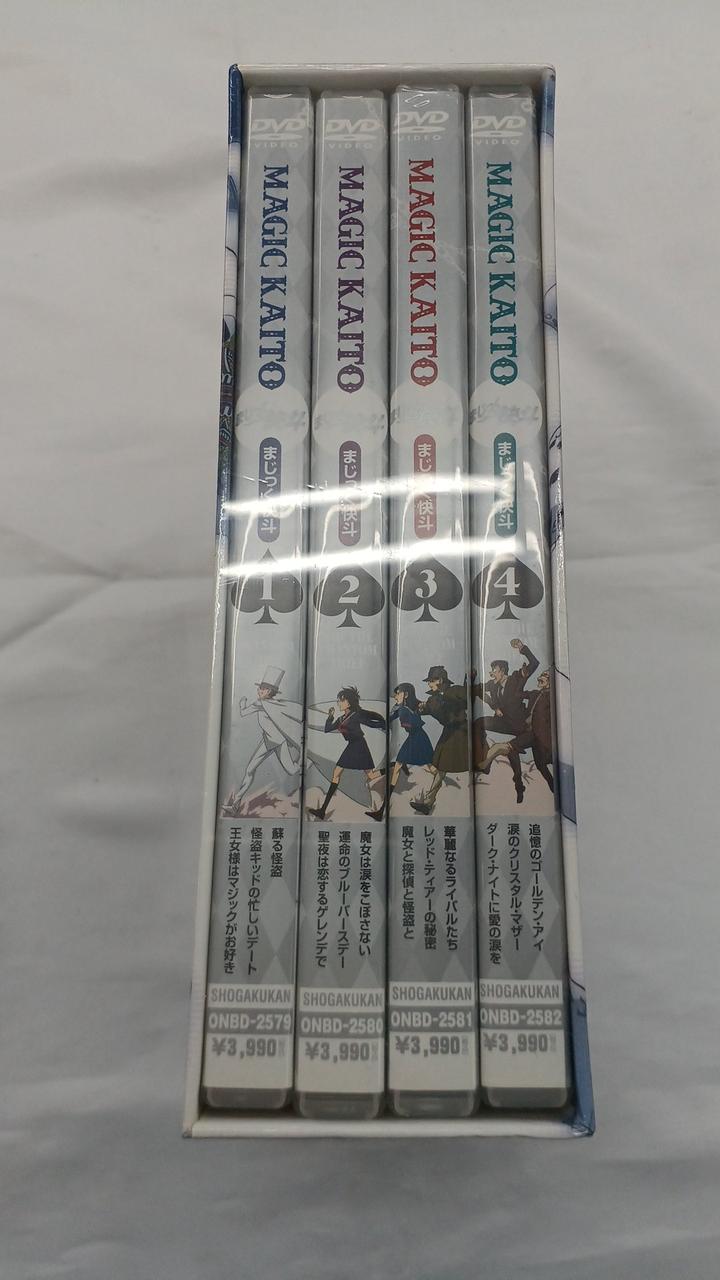 DVD
VIDEO
MAGIC KAITO
まじっく快斗
1
蘇る怪盗
怪盗キッドの忙しいデート
王女様はマジックがお好き
SHOGAKUKAN
ONBD-2579
¥3,990
DVD
VIDEO
MAGIC KAITO
まじっく快斗
2
魔女は涙をこぼさない
運命のブルーバースデー
聖夜は恋するゲレンデで
SHOGAKUKAN
ONBD-2580
¥3,990
DVD
VIDEO
MAGIC KAITO
まじっく快斗
3
華麗なるライバルたち
レッド・ティアーの秘密
魔女と探偵と怪盗と
SHOGAKUKAN
ONBD-2581
¥3,990
DVD
VIDEO
MAGIC KAITO
まじっく快斗
4
追憶のゴールデン・アイ
涙のクリスタル・マザー
ダーク・ナイトに愛の涙を
SHOGAKUKAN
ONBD-2582
¥3,990